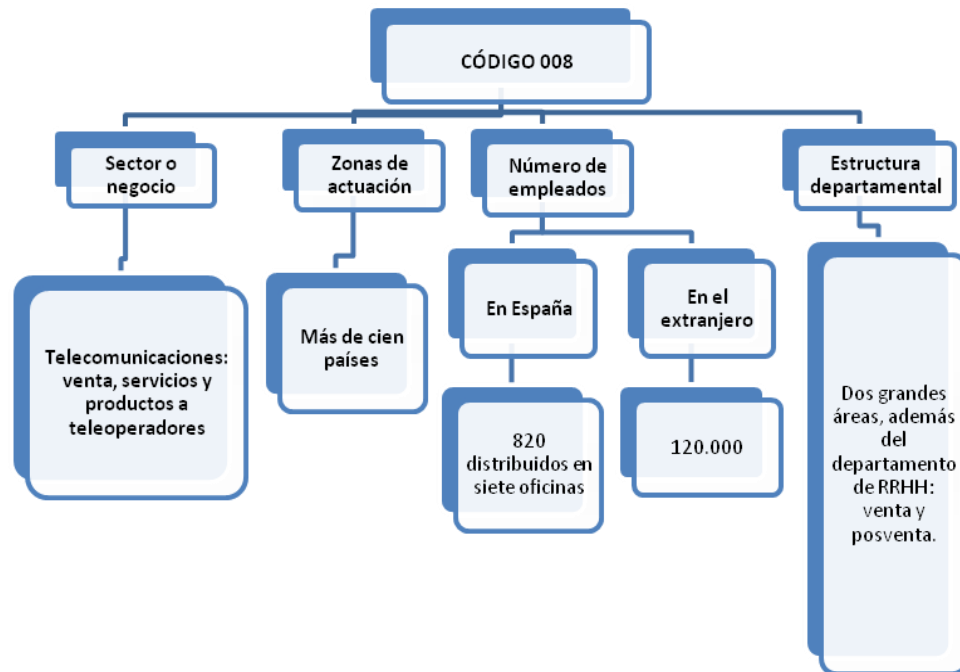 CÓDIGO 008
Sector o
negocio
Zonas de
actuación
Número de
empleados
Estructura
departamental
En España
En el
extranjero
Telecomunicaciones:
venta, servicios y
productos a
teleoperadores
Más de cien
países
820
distribuidos en
siete oficinas
120.000
Dos grandes
áreas, además
del
departamento
de RRHH:
venta y
posventa.